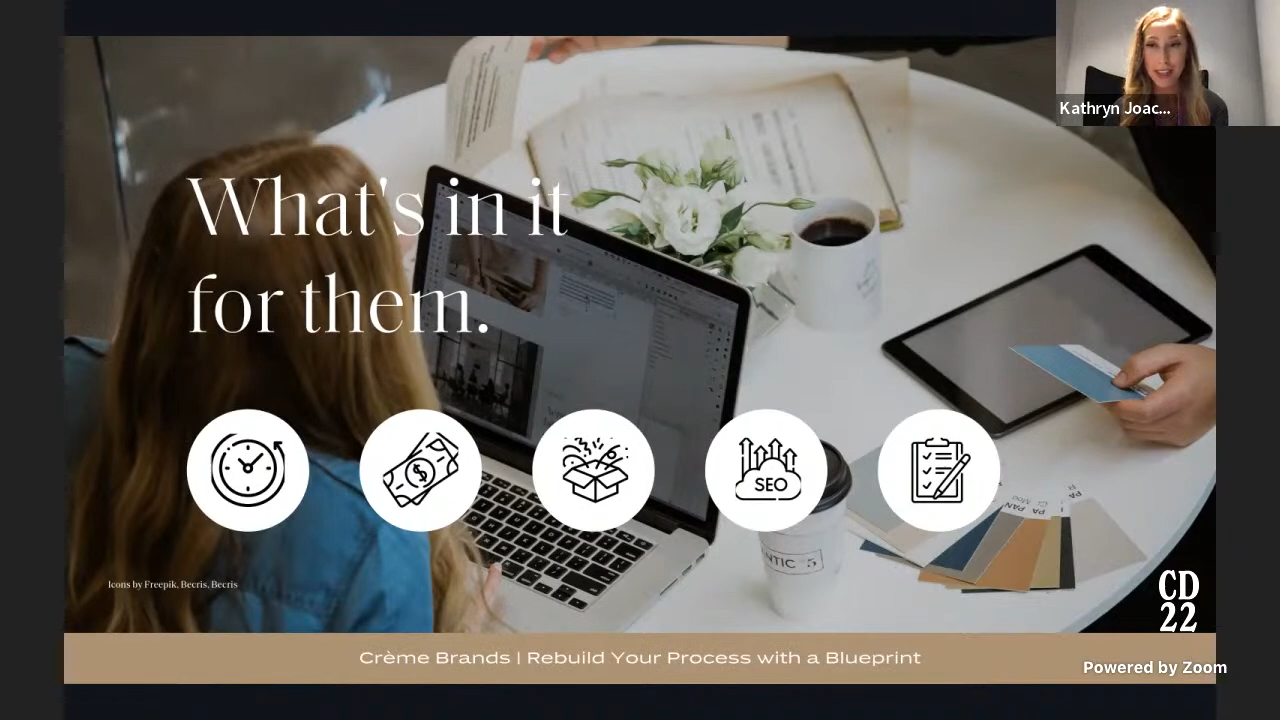 Kathryn Joac...
What's in it
for them.
SEO
Icons by Freepik, Becris, Becris
CD
22
Crème Brands | Rebuild Your Process with a Blueprint
Powered by Zoom